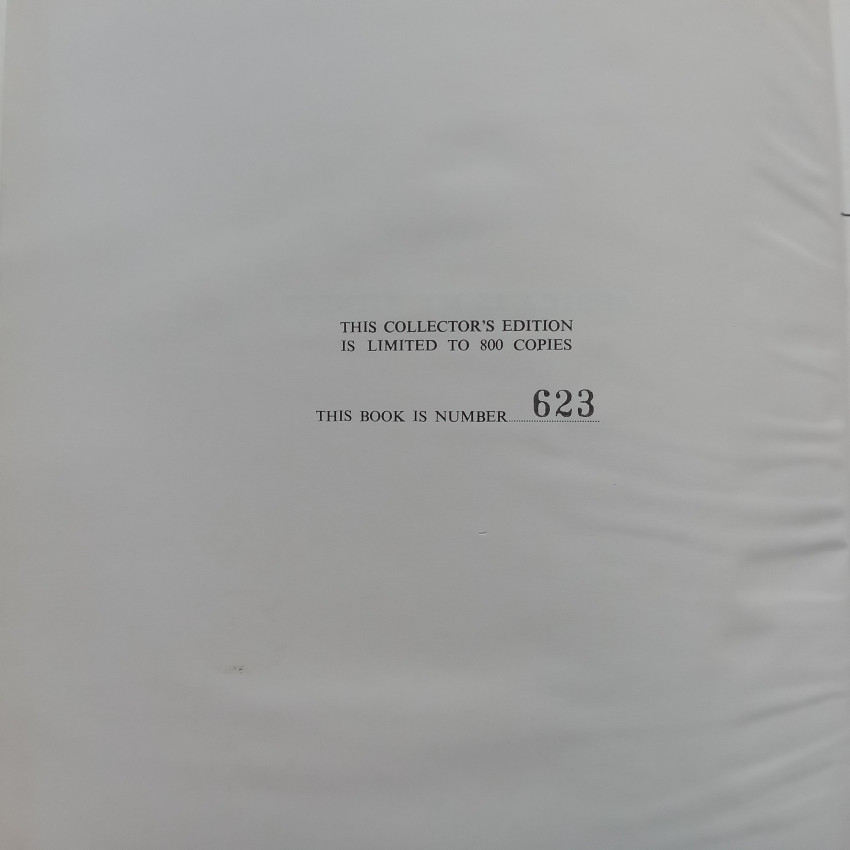 THIS COLLECTOR'S EDITION
IS LIMITED TO 800 COPIES
THIS BOOK IS NUMBER 623